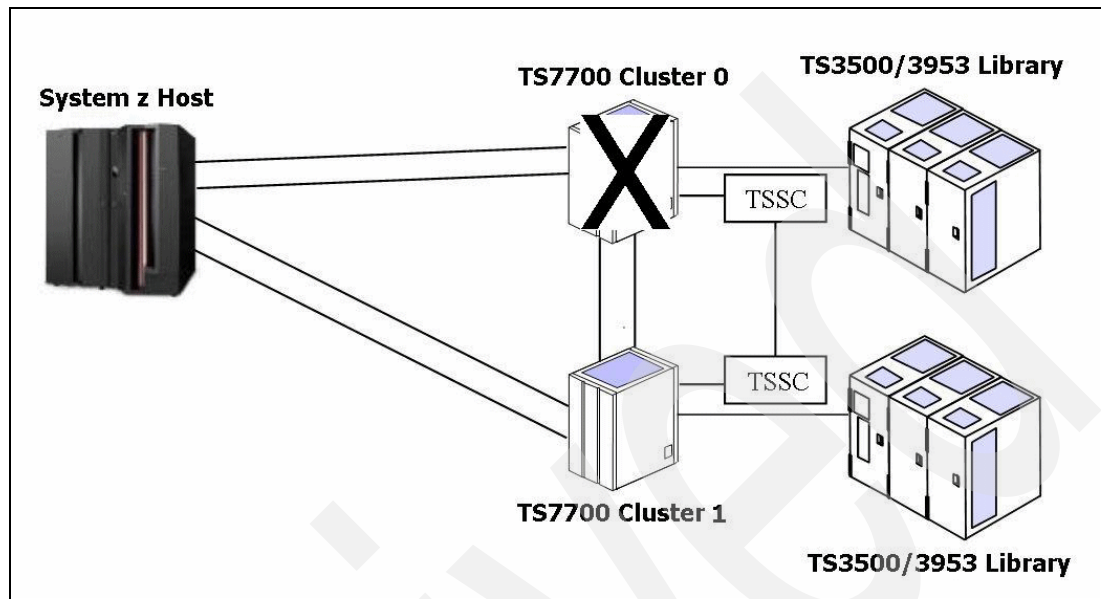 TS7700 Cluster 0
TS3500/3953 Library
System z Host
TSSC
TSSC
TS7700 Cluster 1
TS3500/3953 Library